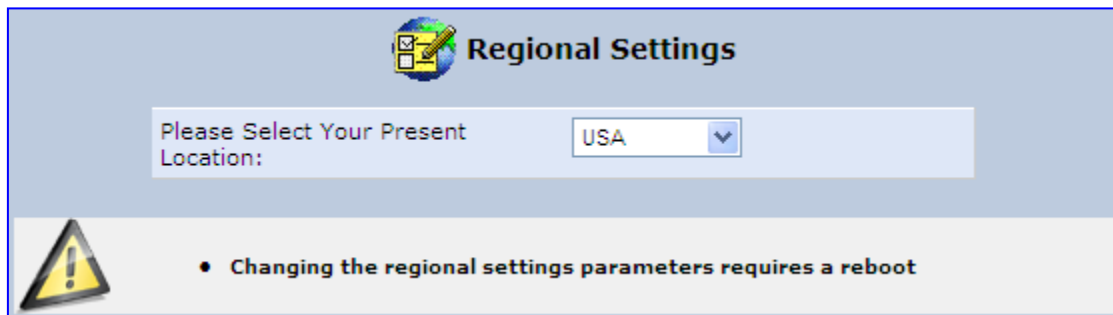 Regional Settings
Please Select Your Present
Location:
USA
• Changing the regional settings parameters requires a reboot